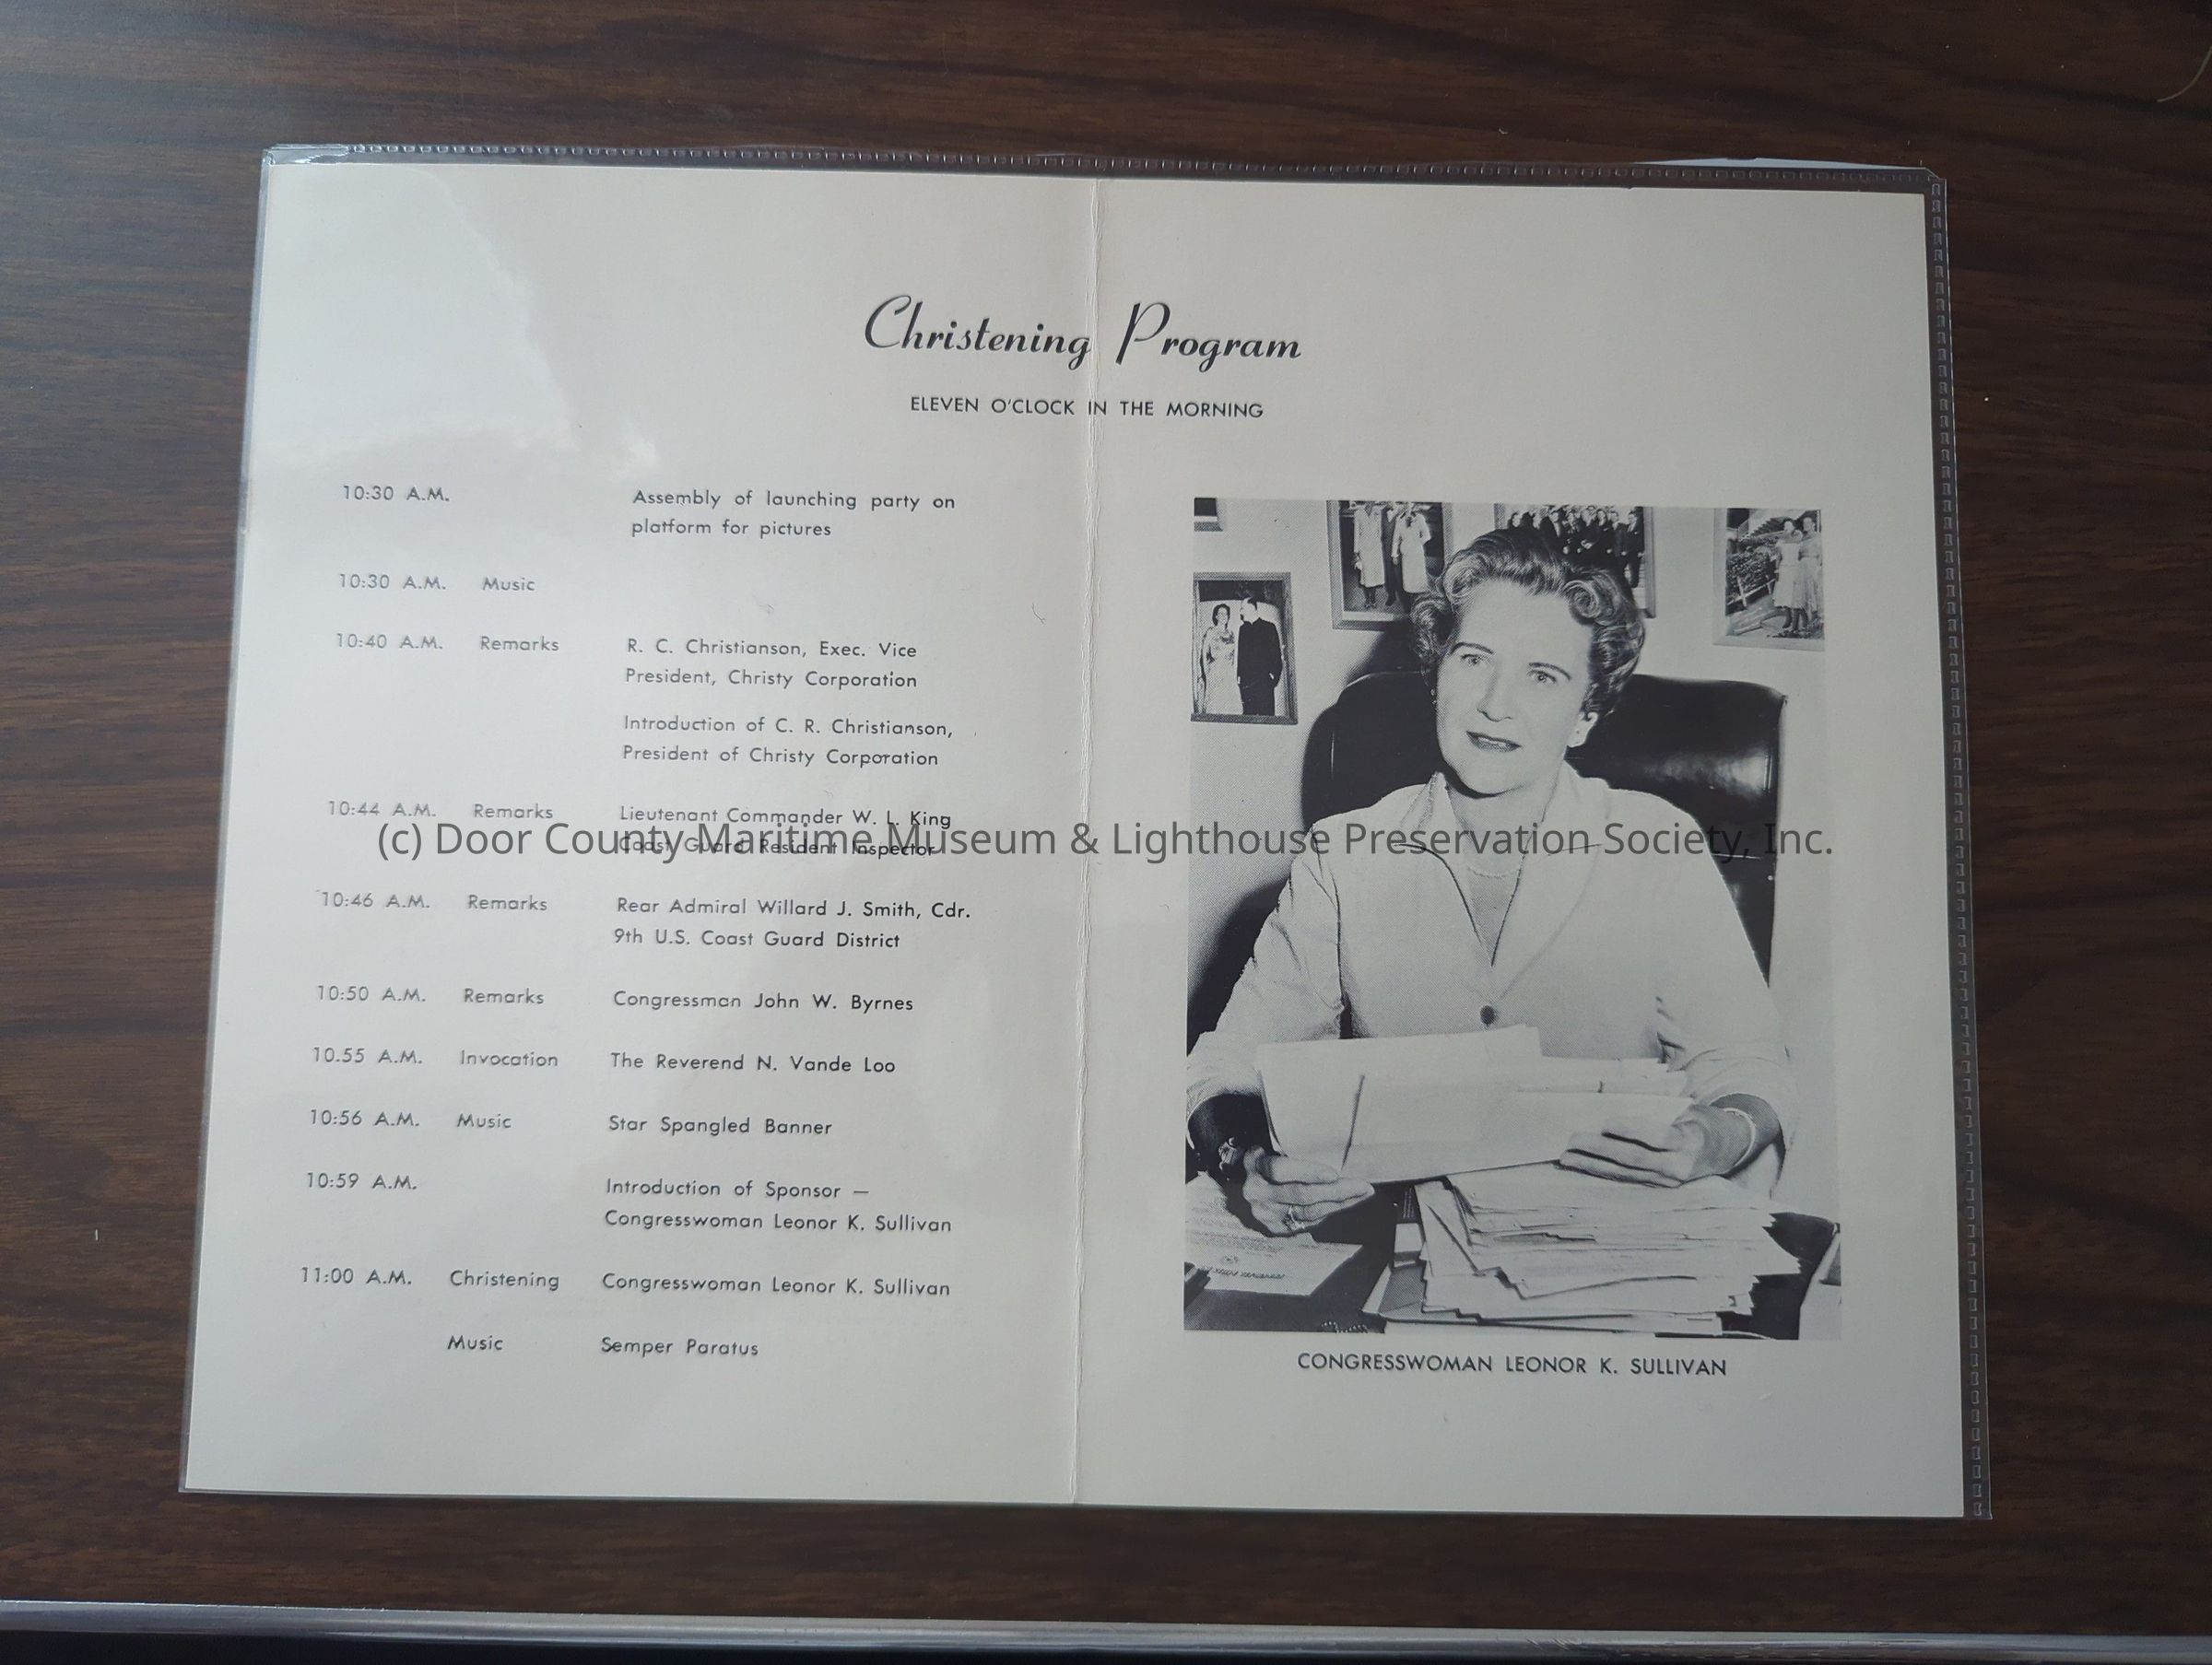 Christening Program
ELEVEN O'CLOCK IN THE MORNING
10:30 A.M. Assembly of launching party on
platform for pictures
10:30 A.M. Music
10:40 A.M. Remarks R. C. Christianson, Exec. Vice
President, Christy Corporation
Introduction of C. R. Christianson,
President of Christy Corporation
10:44 A.M. Remarks Lieutenant Commander W. L. King
Coast Guard Resident Inspector
(c) Door County Maritime Museum & Lighthouse Preservation Society, Inc.
10:46 A.M. Remarks Rear Admiral Willard J. Smith, Cdr.
9th U.S. Coast Guard District
10:50 A.M. Remarks Congressman John W. Byrnes
10.55 A.M. Invocation The Reverend N. Vande Loo
10:56 A.M. Music Star Spangled Banner
10:59 A.M. Introduction of Sponsor —
Congresswoman Leonor K. Sullivan
11:00 A.M. Christening Congresswoman Leonor K. Sullivan
Music Semper Paratus
CONGRESSWOMAN LEONOR K. SULLIVAN